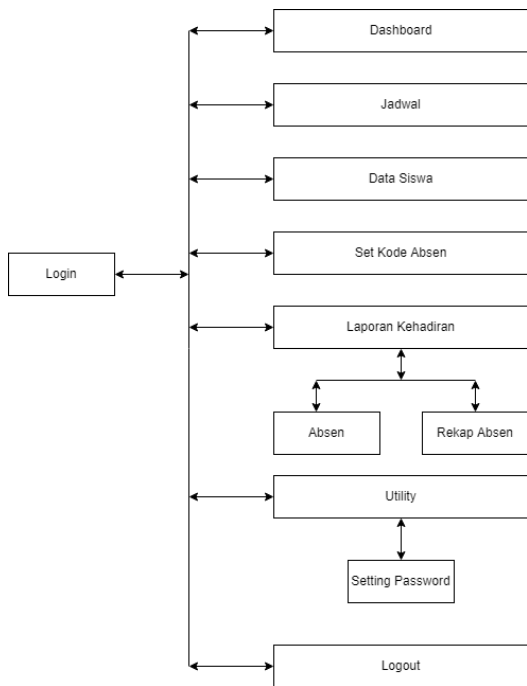 Dashboard
Jadwal
Data Siswa
Set Kode Absen
Login
Laporan Kehadiran
Absen
Rekap Absen
Utility
Setting Password
Logout